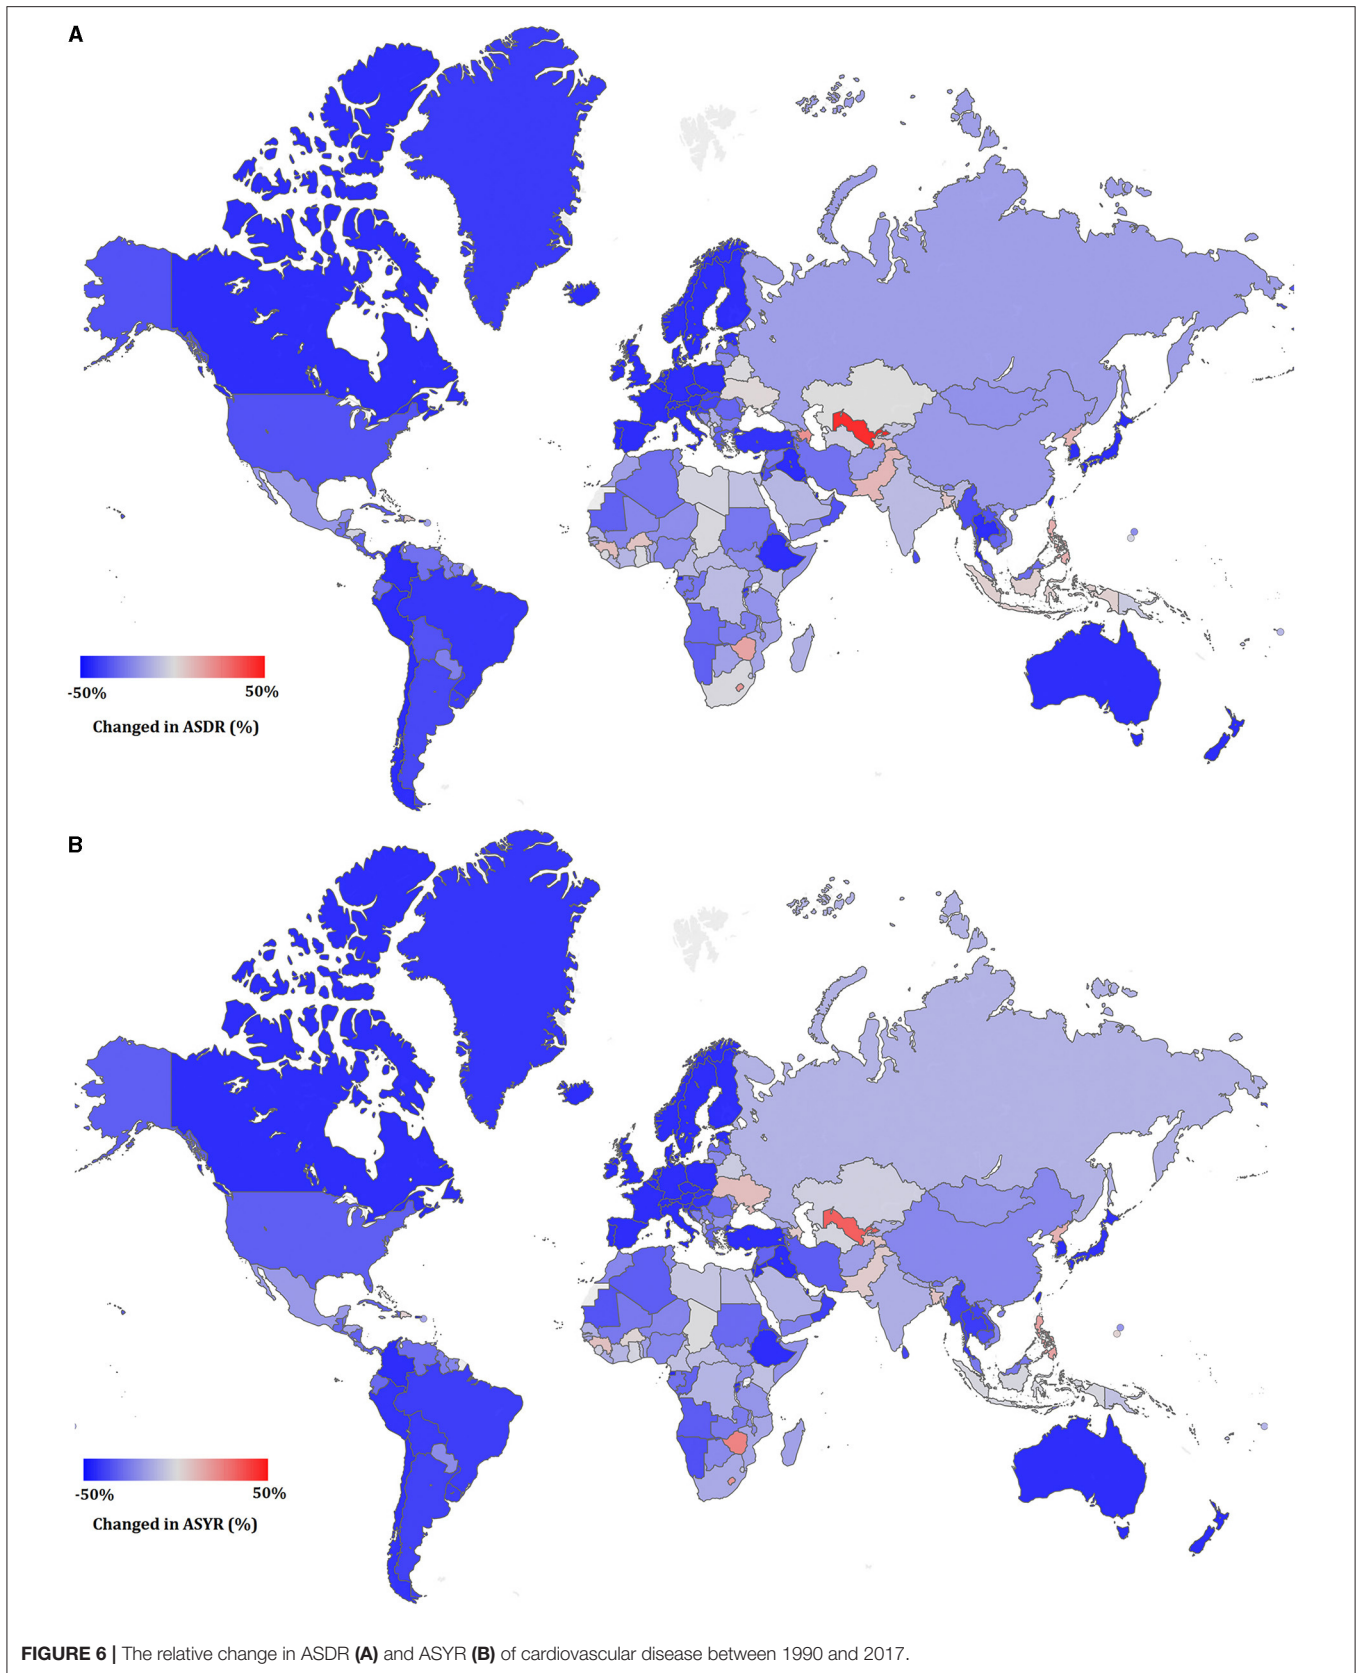 A
-50%
50%
Changed in ASDR (%)
B
-50%
50%
Changed in ASYR (%)
FIGURE 6 | The relative change in ASDR (A) and ASYR (B) of cardiovascular disease between 1990 and 2017.